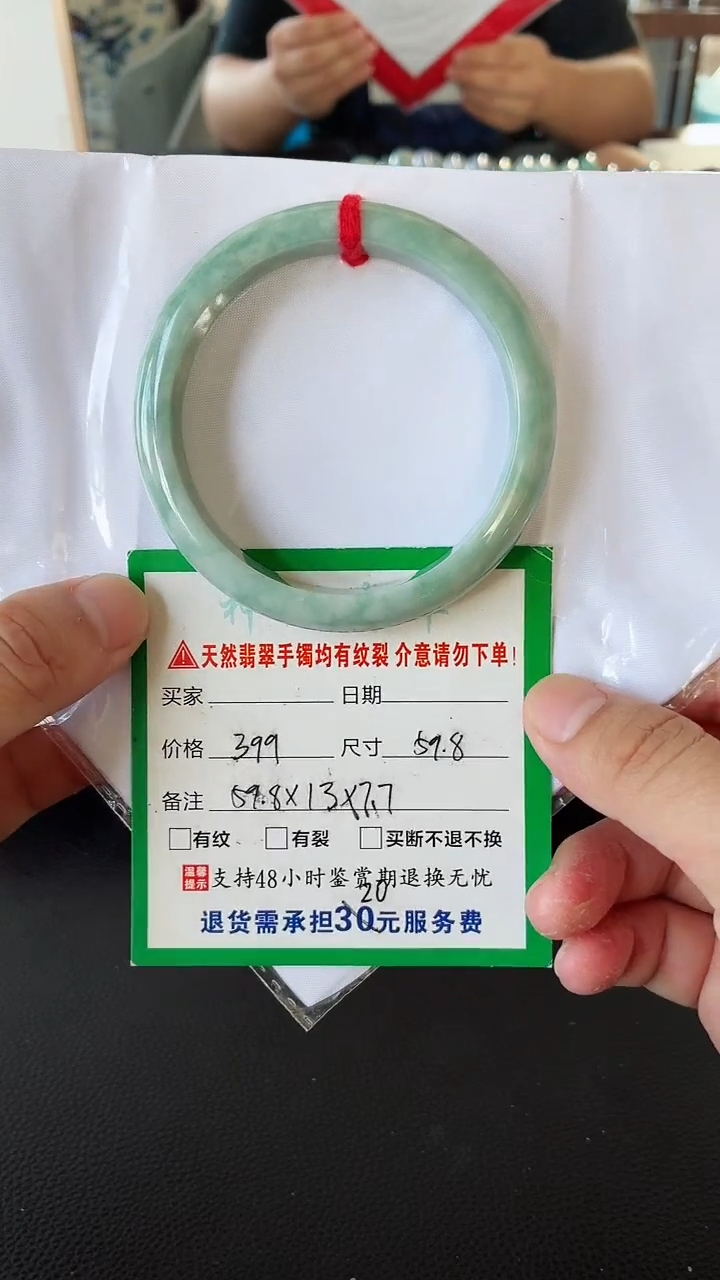 天然翡翠手镯均有纹裂 介意请勿下单!
买家 日期
价格 399 尺寸 59.8
备注 59.8×13×7.7
□有纹 □有裂 □买断不退不换
温馨提示 支持48小时鉴赏期退换无忧
20
退货需承担30元服务费